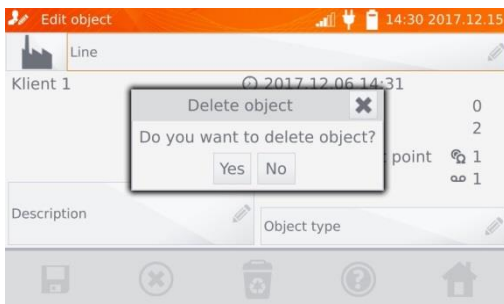 Edit object
14:30 2017.12.15
Line
Klient 1
2017.12.06 14:31
Delete object
0
Do you want to delete object?
2
point 1
Yes No
1
Description
Object type